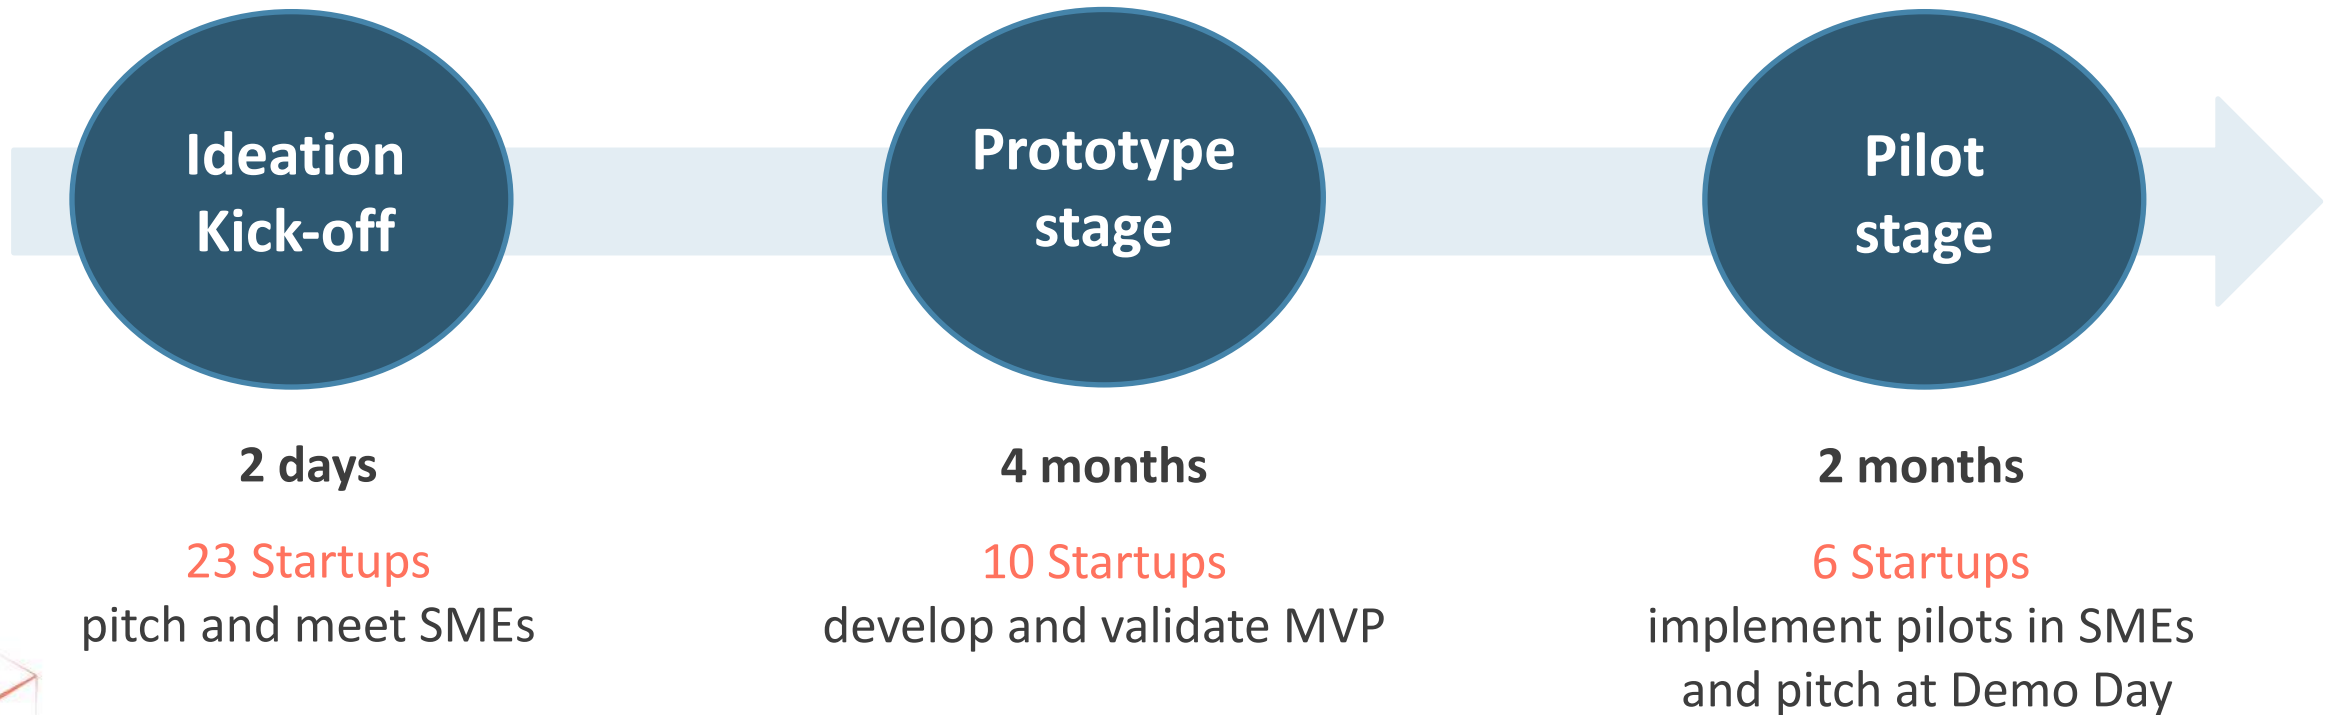 Ideation
Kick-off
Prototype
stage
Pilot
stage
2 days
4 months
2 months
23 Startups
pitch and meet SMEs
10 Startups
develop and validate MVP
6 Startups
implement pilots in SMEs
and pitch at Demo Day